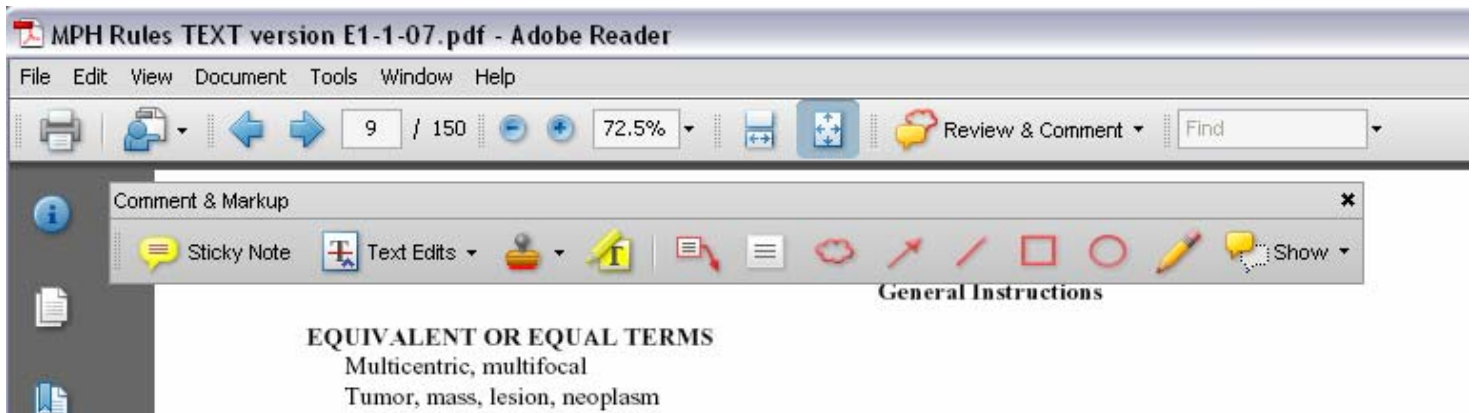 MPH Rules TEXT version E1-1-07.pdf - Adobe Reader
File Edit View Document Tools Window Help
9 / 150 72.5% Review & Comment Find
Comment & Markup
Sticky Note Text Edits Show
General Instructions
EQUIVALENT OR EQUAL TERMS
Multicentric, multifocal
Tumor, mass, lesion, neoplasm